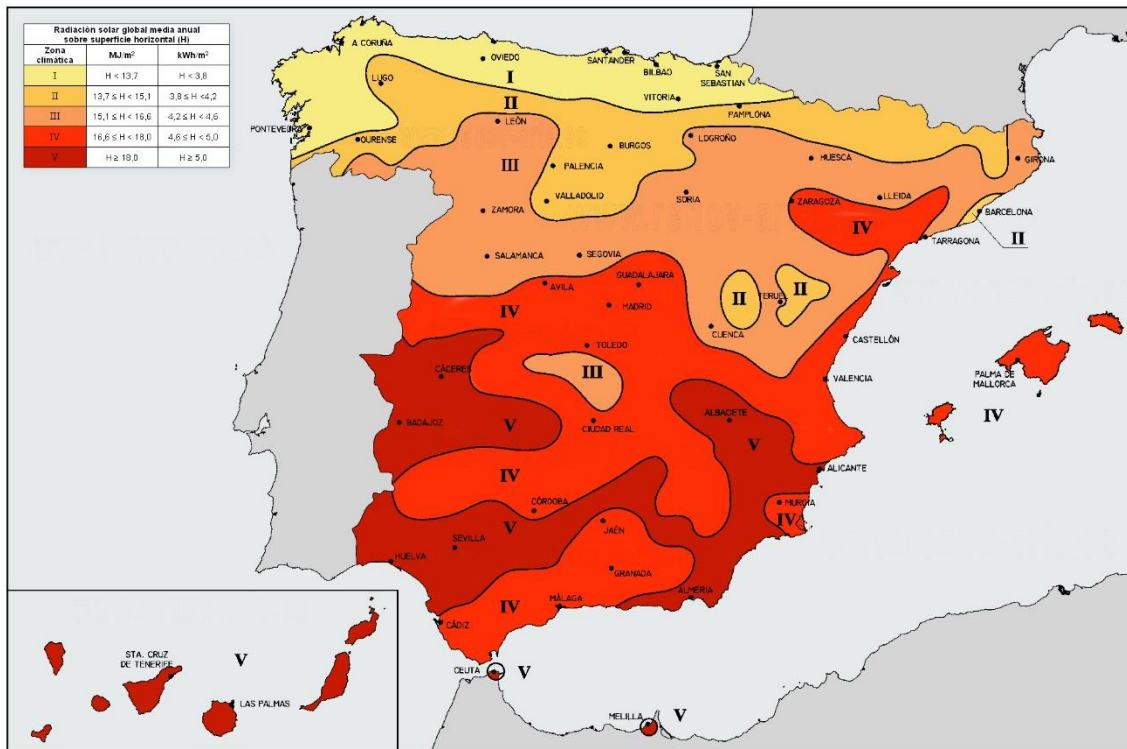 Radiación solar global media anual
sobre superficie horizontal (H)
Zona climática MJ/m² kWh/m²
I H < 13,7 H < 3,8
II 13,7 ≤ H < 15,1 3,8 ≤ H <4,2
III 15,1 ≤ H < 16,6 4,2 ≤ H < 4,6
IV 16,6 ≤ H < 18,0 4,6 ≤ H < 5,0
V H ≥ 18,0 H ≥ 5,0
A CORUÑA
OVIEDO
SANTANDER
BILBAO
SAN SEBASTIAN
I
LUGO
VITORIA
II
PAMPLONA
PONTEVEDRA
LEÒN
OURENSE
LOGROÑO
BURGOS
III
PALENCIA
HUESCA
GIRONA
VALLADOLID
SORIA
ZARAGOZA
LLEIDA
ZAMORA
BARCELONA
IV
TARRAGONA
II
SALAMANCA
SEGOVIA
GUADALAJARA
AVILA
II
II
TERUEL
IV
MADRID
CUENCA
CASTELLÓN
TOLEDO
III
CÁCERES
VALENCIA
PALMA DE
MALLORCA
IV
BADAJOZ
V
CIUDAD REAL
ALBACETE
V
IV
ALICANTE
CÓRDOBA
MURCIA
IV
V
JAÉN
SEVILLA
HUELVA
GRANADA
ALMERIA
IV
MÁLAGA
CÁDIZ
CEUTA
V
MELILLA
V
STA. CRUZ
DE TENERIFE
V
LAS PALMAS